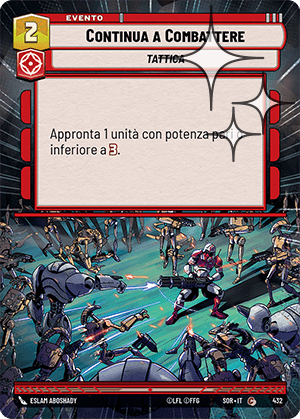 2
EVENTO
CONTINUA A COMBATTERE
TATTICA
Appronta 1 unità con potenza pari o
inferiore a 3.
ESLAM ABOSHADY
©LFL ©FFG
SOR • IT
C
432